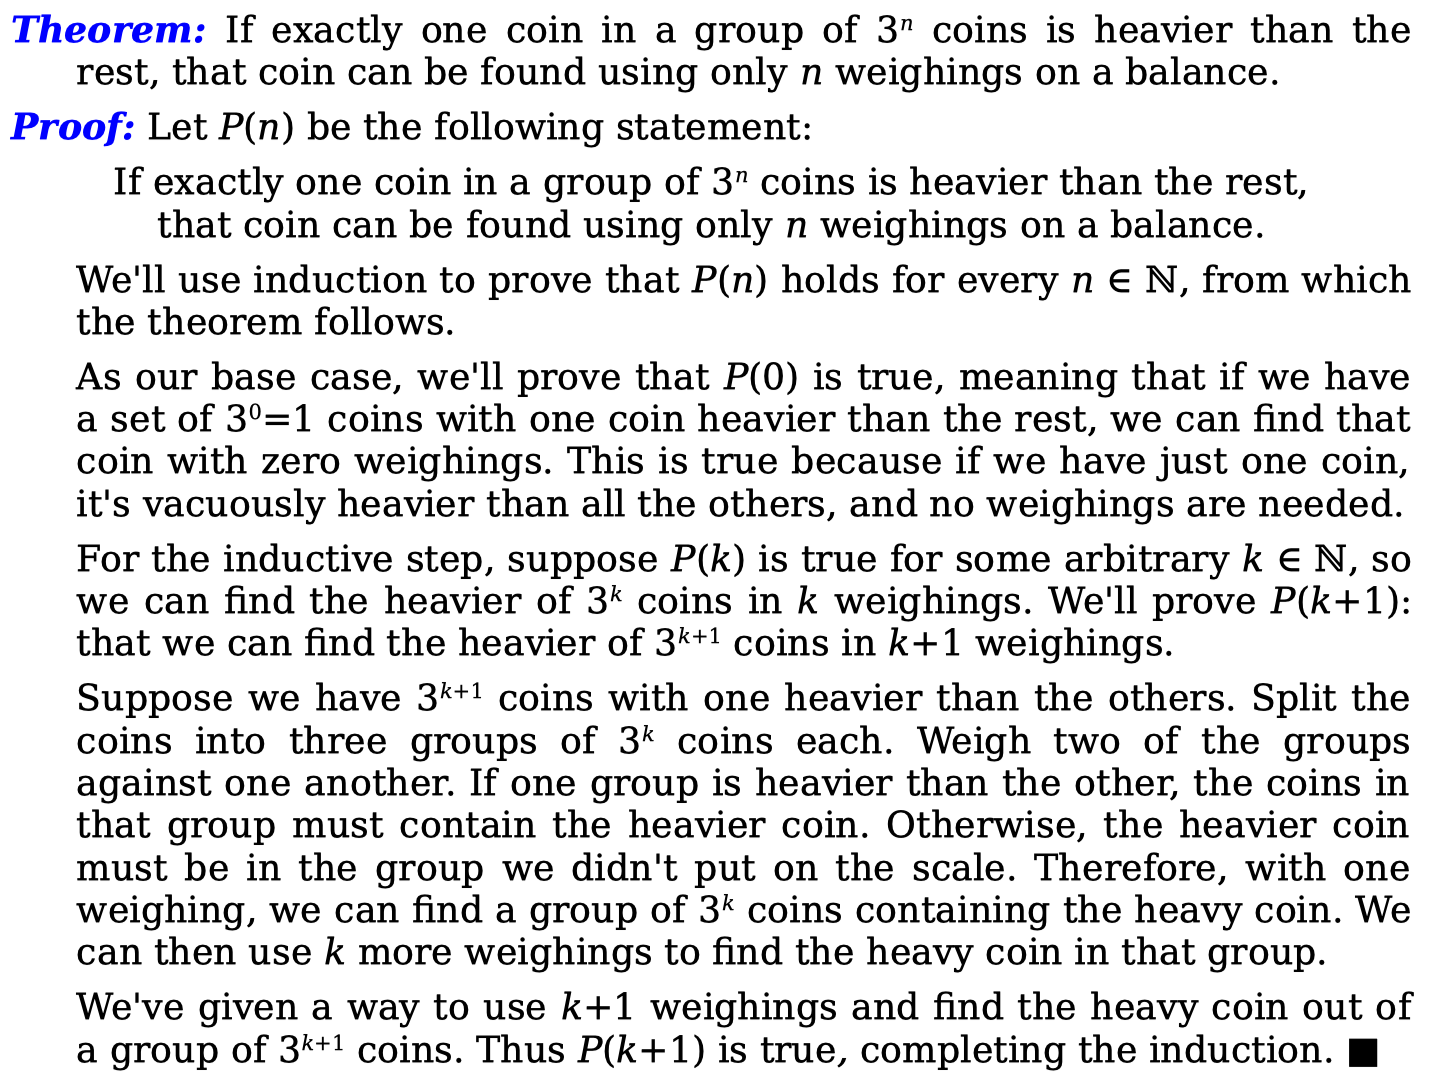 Theorem: If exactly one coin in a group of 3ⁿ coins is heavier than the
rest, that coin can be found using only n weighings on a balance.
Proof: Let P(n) be the following statement:
If exactly one coin in a group of 3ⁿ coins is heavier than the rest,
that coin can be found using only n weighings on a balance.
We'll use induction to prove that P(n) holds for every n ∈ ℕ, from which
the theorem follows.
As our base case, we'll prove that P(0) is true, meaning that if we have
a set of 3⁰=1 coins with one coin heavier than the rest, we can find that
coin with zero weighings. This is true because if we have just one coin,
it's vacuously heavier than all the others, and no weighings are needed.
For the inductive step, suppose P(k) is true for some arbitrary k ∈ ℕ, so
we can find the heavier of 3ᵏ coins in k weighings. We'll prove P(k+1):
that we can find the heavier of 3ᵏ⁺¹ coins in k+1 weighings.
Suppose we have 3ᵏ⁺¹ coins with one heavier than the others. Split the
coins into three groups of 3ᵏ coins each. Weigh two of the groups
against one another. If one group is heavier than the other, the coins in
that group must contain the heavier coin. Otherwise, the heavier coin
must be in the group we didn't put on the scale. Therefore, with one
weighing, we can find a group of 3ᵏ coins containing the heavy coin. We
can then use k more weighings to find the heavy coin in that group.
We've given a way to use k+1 weighings and find the heavy coin out of
a group of 3ᵏ⁺¹ coins. Thus P(k+1) is true, completing the induction. ■